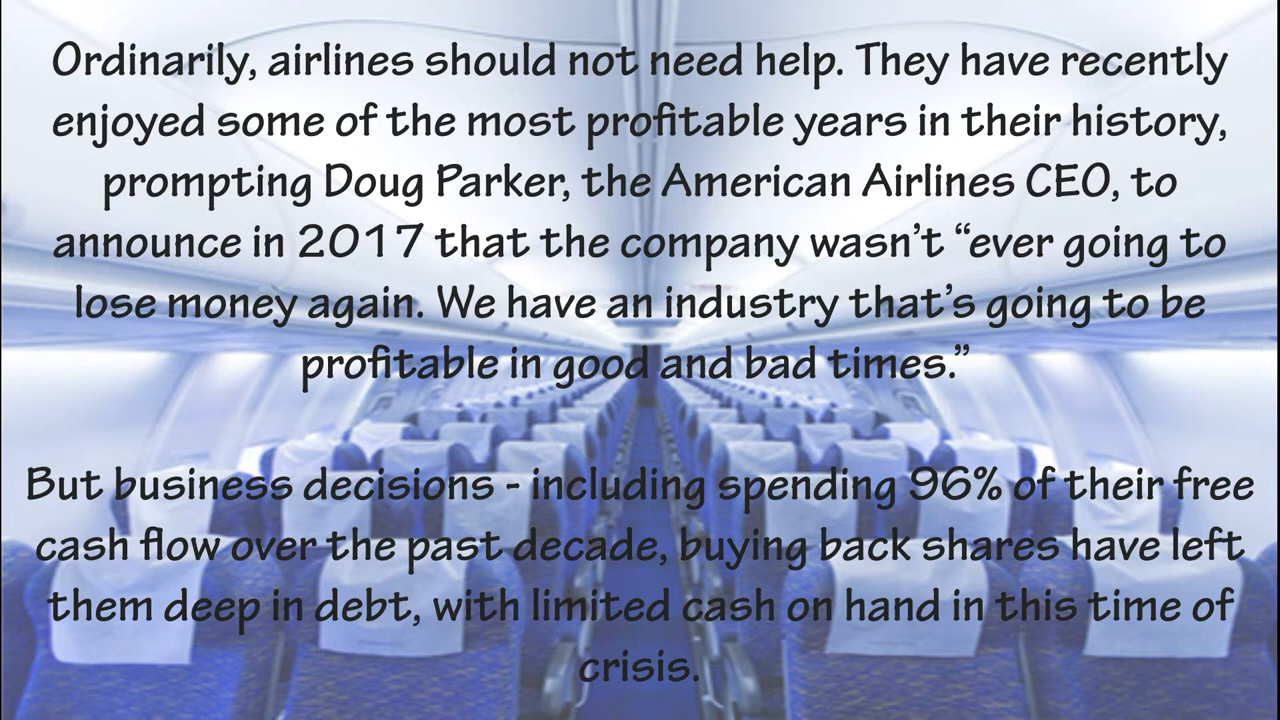 Ordinarily, airlines should not need help. They have recently
enjoyed some of the most profitable years in their history,
prompting Doug Parker, the American Airlines CEO, to
announce in 2017 that the company wasn’t “ever going to
lose money again. We have an industry that’s going to be
profitable in good and bad times.”
But business decisions - including spending 96% of their free
cash flow over the past decade, buying back shares have left
them deep in debt, with limited cash on hand in this time of
crisis.